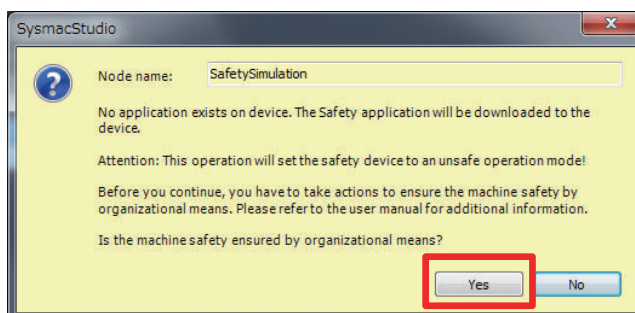 SysmacStudio
Node name: SafetySimulation
No application exists on device. The Safety application will be downloaded to the
device.
Attention: This operation will set the safety device to an unsafe operation mode!
Before you continue, you have to take actions to ensure the machine safety by
organizational means. Please refer to the user manual for additional information.
Is the machine safety ensured by organizational means?
Yes No